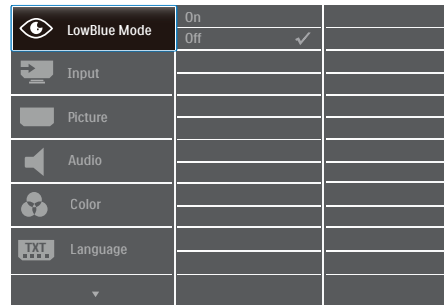 LowBlue Mode
On
Off
Input
Picture
Audio
Color
TXT
Language